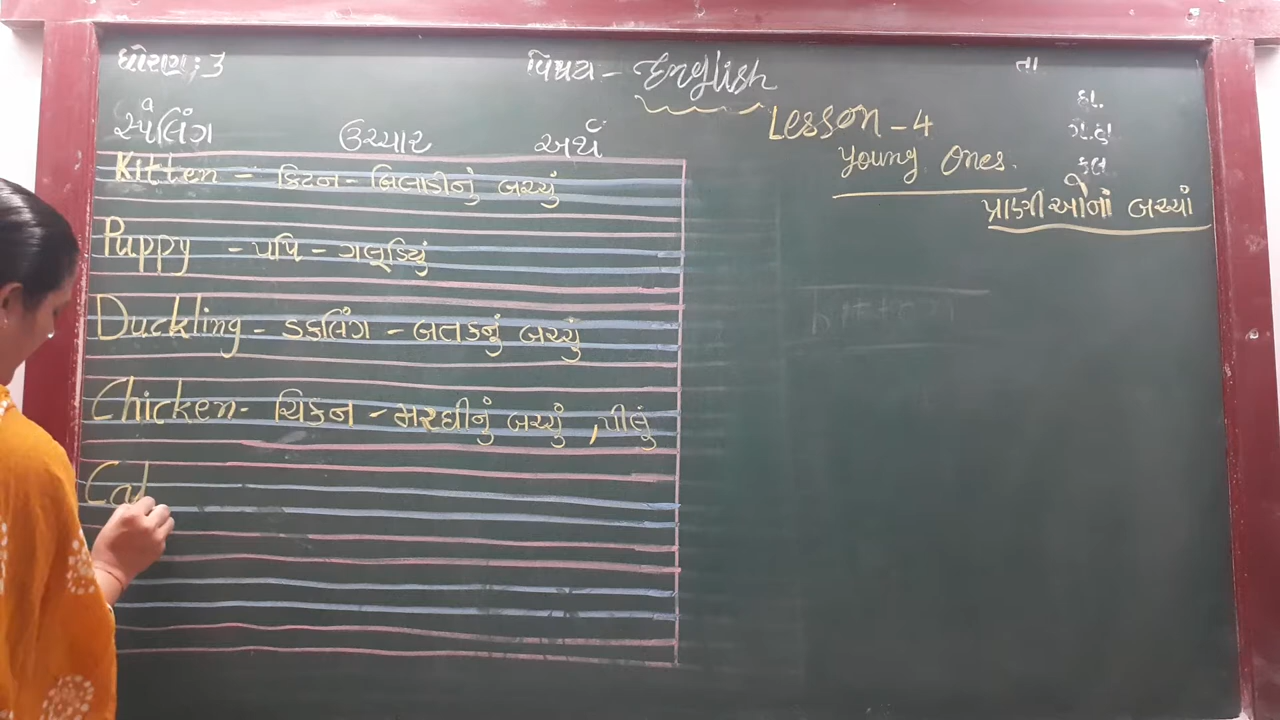 ધોરણ : 3
વિષય - English
તા
હા.
ગે.હા.
કુલ
Lesson - 4
Young Ones.
પ્રાણીઓનાં બચ્ચાં
સ્પેલિંગ ઉચ્ચાર અર્થ
Kitten - કિટન - બિલાડીનું બચ્ચું
Puppy - પપિ - ગલૂડિયું
Duckling - ડકલિંગ - બતકનું બચ્ચું
Chicken - ચિકન - મરઘીનું બચ્ચું , પીલું
Cal